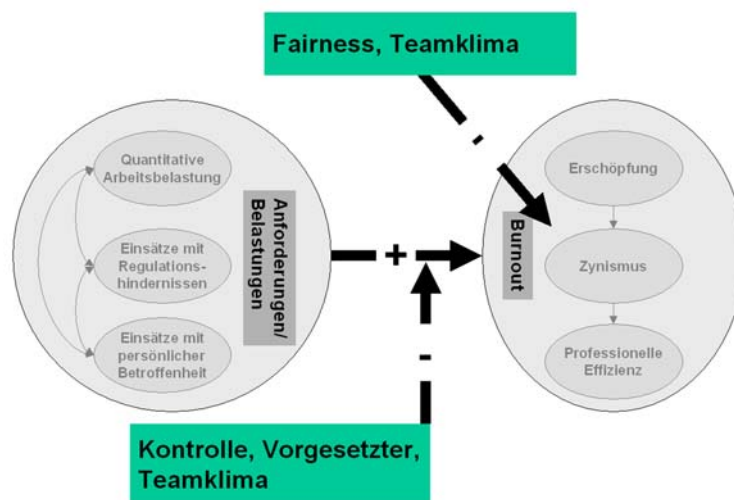 Fairness, Teamklima
Quantitative
Arbeitsbelastung
Einsätze mit
Regulations-
hindernissen
Einsätze mit
persönlicher
Betroffenheit
Anforderungen/
Belastungen
+
-
-
Burnout
Erschöpfung
Zynismus
Professionelle
Effizienz
Kontrolle, Vorgesetzter,
Teamklima